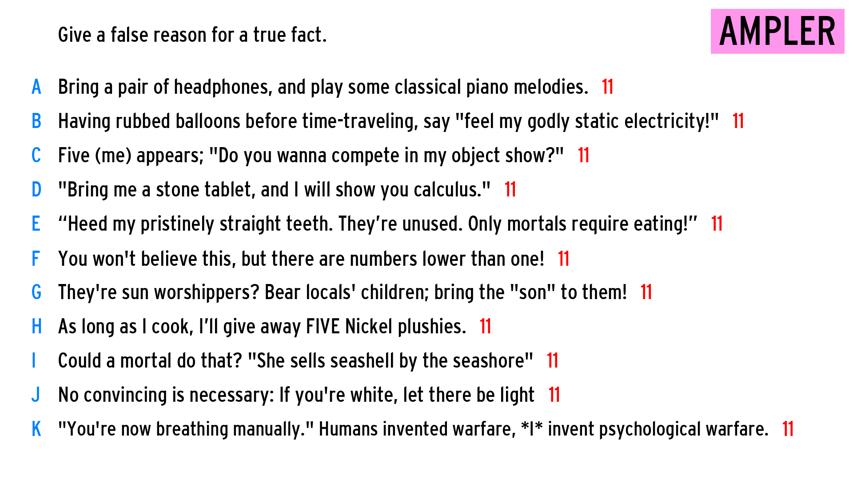 Give a false reason for a true fact.
AMPLER
A Bring a pair of headphones, and play some classical piano melodies. 11
B Having rubbed balloons before time-traveling, say "feel my godly static electricity!" 11
C Five (me) appears; "Do you wanna compete in my object show?" 11
D "Bring me a stone tablet, and I will show you calculus." 11
E “Heed my pristinely straight teeth. They’re unused. Only mortals require eating!” 11
F You won't believe this, but there are numbers lower than one! 11
G They're sun worshippers? Bear locals' children; bring the "son" to them! 11
H As long as I cook, I’ll give away FIVE Nickel plushies. 11
I Could a mortal do that? "She sells seashell by the seashore" 11
J No convincing is necessary: If you're white, let there be light 11
K "You're now breathing manually." Humans invented warfare, *I* invent psychological warfare. 11